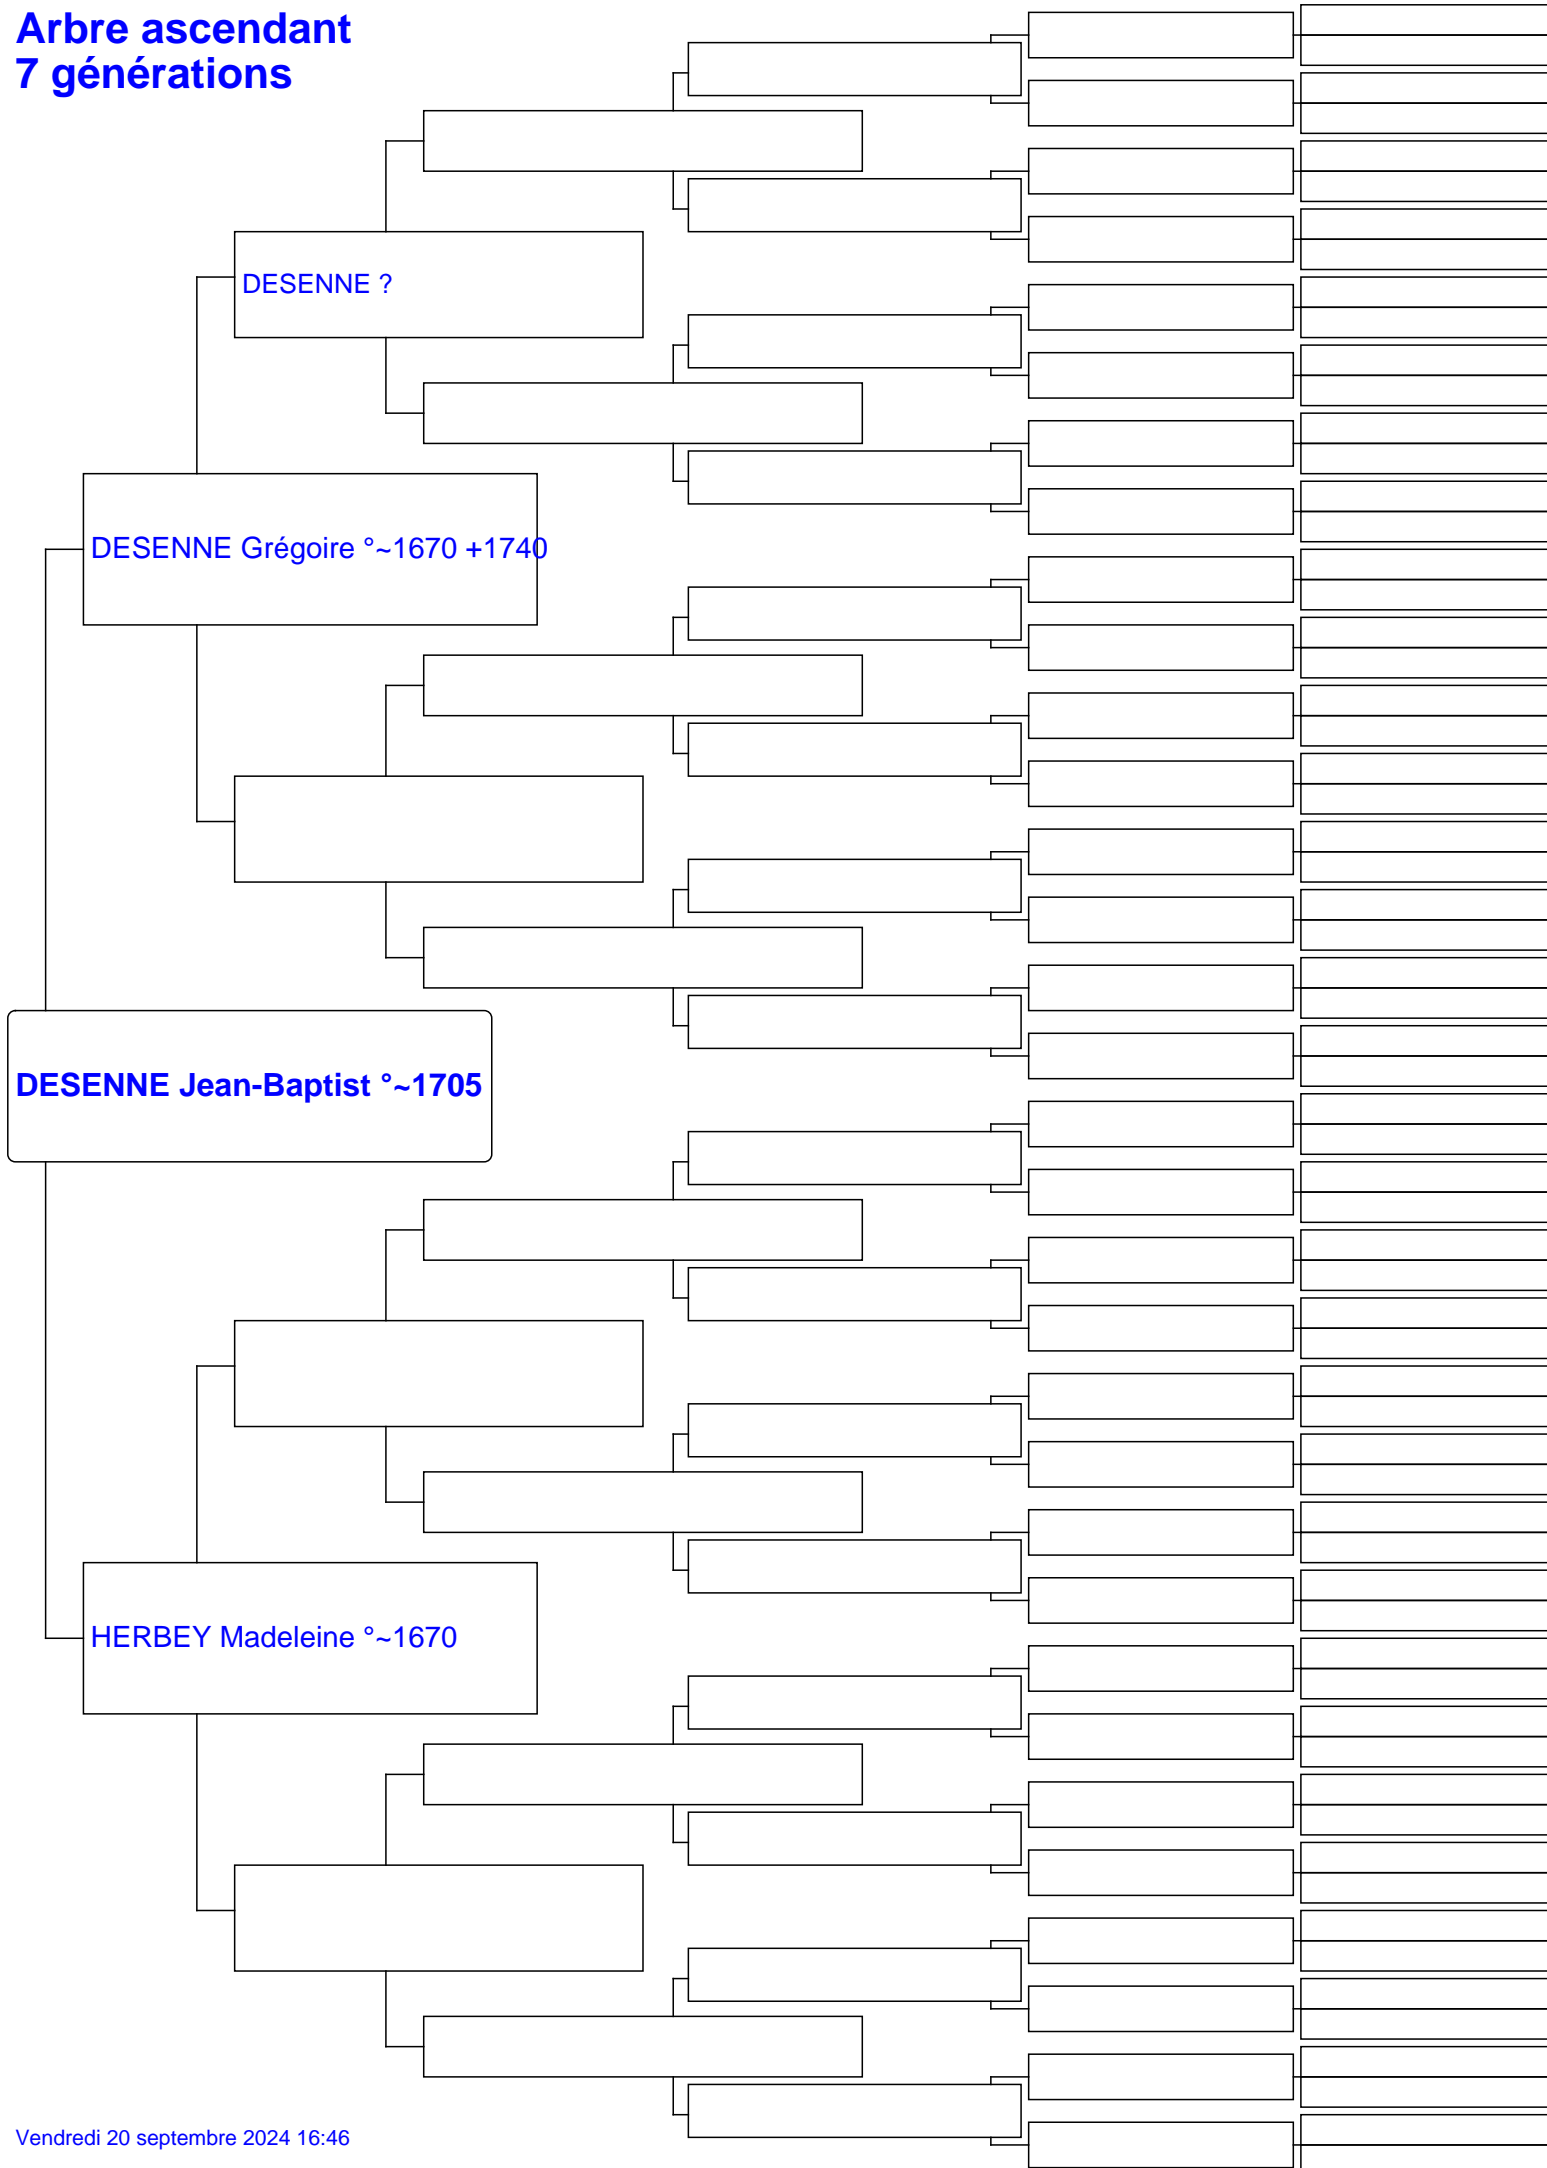 Arbre ascendant
7 générations
DESENNE ?
DESENNE Grégoire °~1670 +1740
DESENNE Jean-Baptist °~1705
HERBEY Madeleine °~1670
Vendredi 20 septembre 2024 16:46